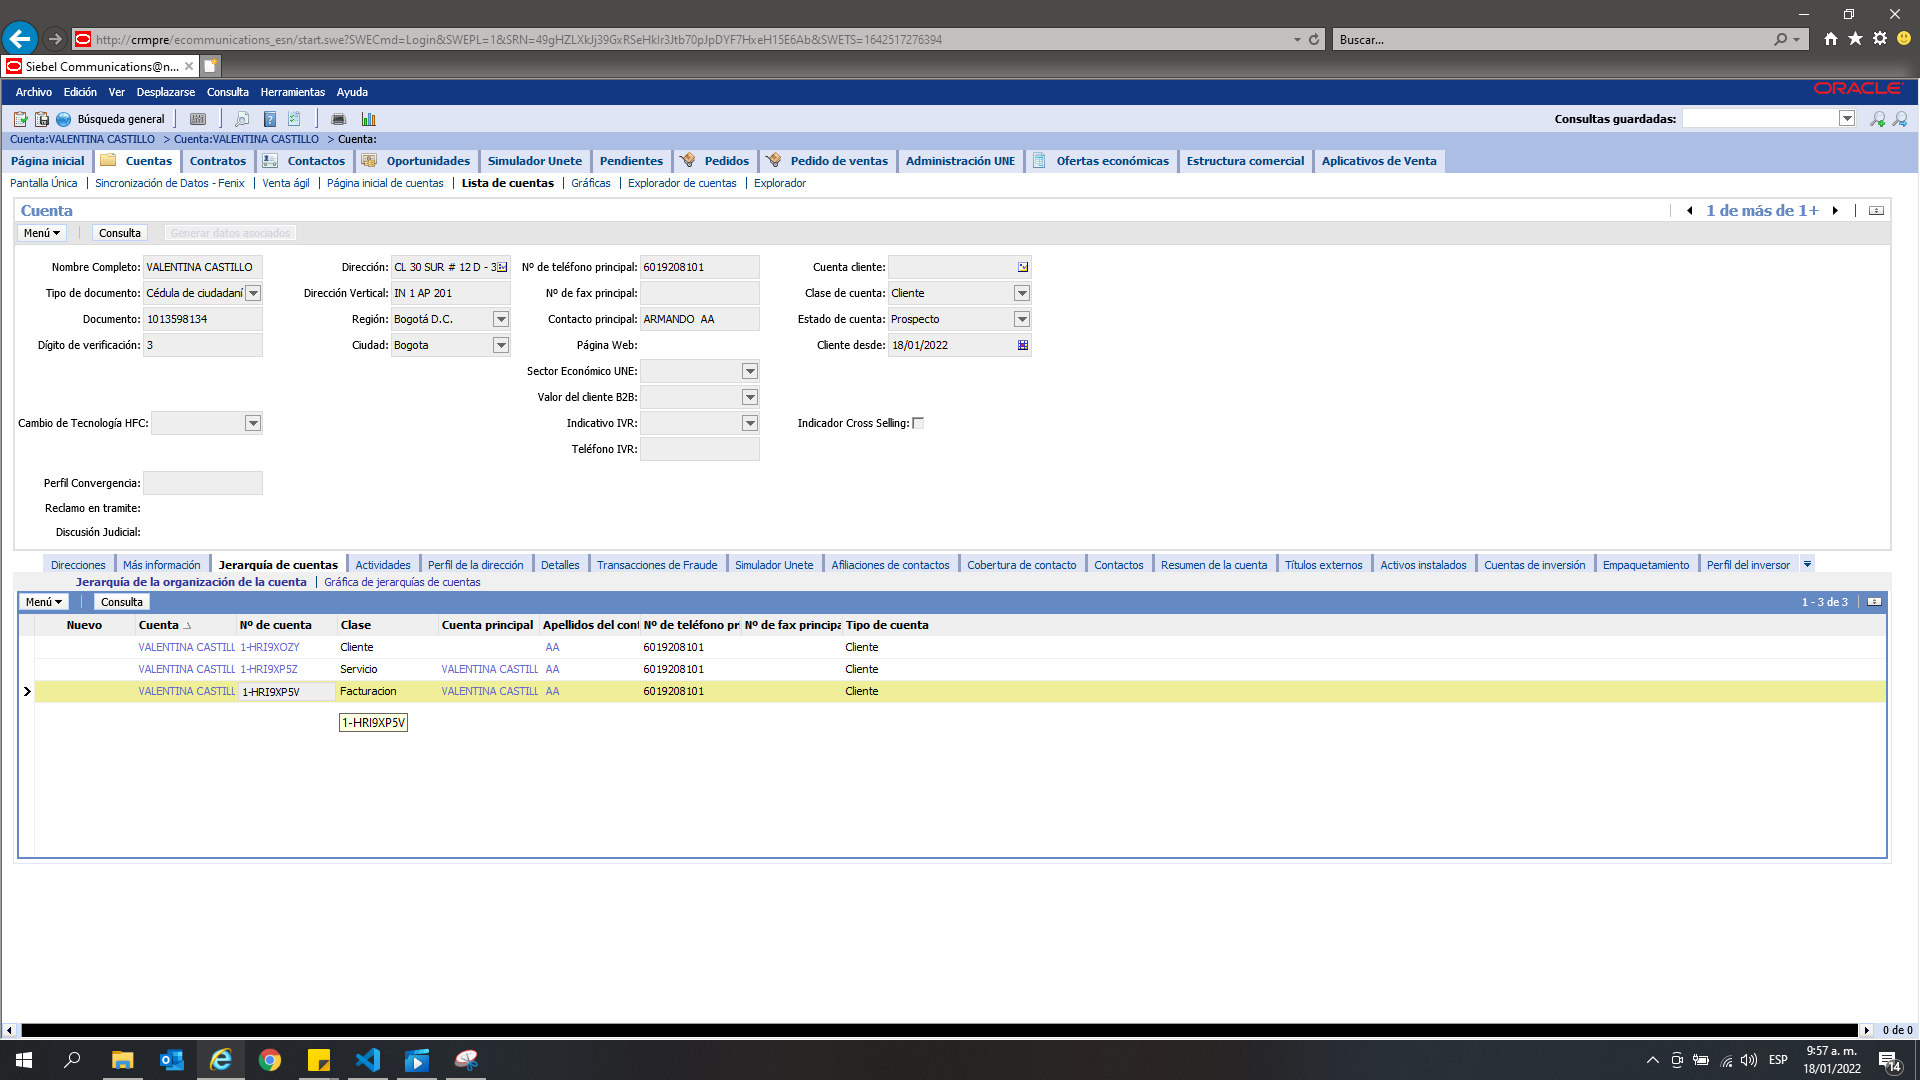 http://crmpre/ecommunications_esn/start.swe?SWECmd=Login&SWEPL=1&SRN=49gHZLXkJj39GxRSeHkIr3Jtb70pJpDYF7HxeH15E6Ab&SWETS=1642517276394
Buscar...
Siebel Communications@n...
Archivo Edición Ver Desplazarse Consulta Herramientas Ayuda
ORACLE
Búsqueda general
Consultas guardadas:
Cuenta:VALENTINA CASTILLO > Cuenta:VALENTINA CASTILLO > Cuenta:
Página inicial Cuentas Contratos Contactos Oportunidades Simulador Unete Pendientes Pedidos Pedido de ventas Administración UNE Ofertas económicas Estructura comercial Aplicativos de Venta
Pantalla Única Sincronización de Datos - Fenix Venta ágil Página inicial de cuentas Lista de cuentas Gráficas Explorador de cuentas Explorador
Cuenta
1 de más de 1+
Menú Consulta Generar datos asociados
Nombre Completo: VALENTINA CASTILLO Dirección: CL 30 SUR # 12 D - 3 Nº de teléfono principal: 6019208101 Cuenta cliente:
Tipo de documento: Cédula de ciudadaní Dirección Vertical: IN 1 AP 201 Nº de fax principal: Clase de cuenta: Cliente
Documento: 1013598134 Región: Bogotá D.C. Contacto principal: ARMANDO AA Estado de cuenta: Prospecto
Dígito de verificación: 3 Ciudad: Bogota Página Web: Cliente desde: 18/01/2022
Sector Económico UNE:
Valor del cliente B2B:
Cambio de Tecnología HFC: Indicativo IVR: Indicador Cross Selling:
Teléfono IVR:
Perfil Convergencia:
Reclamo en tramite:
Discusión Judicial:
Direcciones Más información Jerarquía de cuentas Actividades Perfil de la dirección Detalles Transacciones de Fraude Simulador Unete Afiliaciones de contactos Cobertura de contacto Contactos Resumen de la cuenta Títulos externos Activos instalados Cuentas de inversión Empaquetamiento Perfil del inversor
Jerarquía de la organización de la cuenta Gráfica de jerarquías de cuentas
Menú Consulta 1 - 3 de 3
Nuevo Cuenta Nº de cuenta Clase Cuenta principal Apellidos del cont Nº de teléfono pr Nº de fax principa Tipo de cuenta
VALENTINA CASTILL 1-HRI9XOZY Cliente AA 6019208101 Cliente
VALENTINA CASTILL 1-HRI9XP5Z Servicio VALENTINA CASTILL AA 6019208101 Cliente
VALENTINA CASTILL 1-HRI9XP5V Facturacion VALENTINA CASTILL AA 6019208101 Cliente
1-HRI9XP5V
0 de 0
ESP
9:57 a. m.
18/01/2022
14